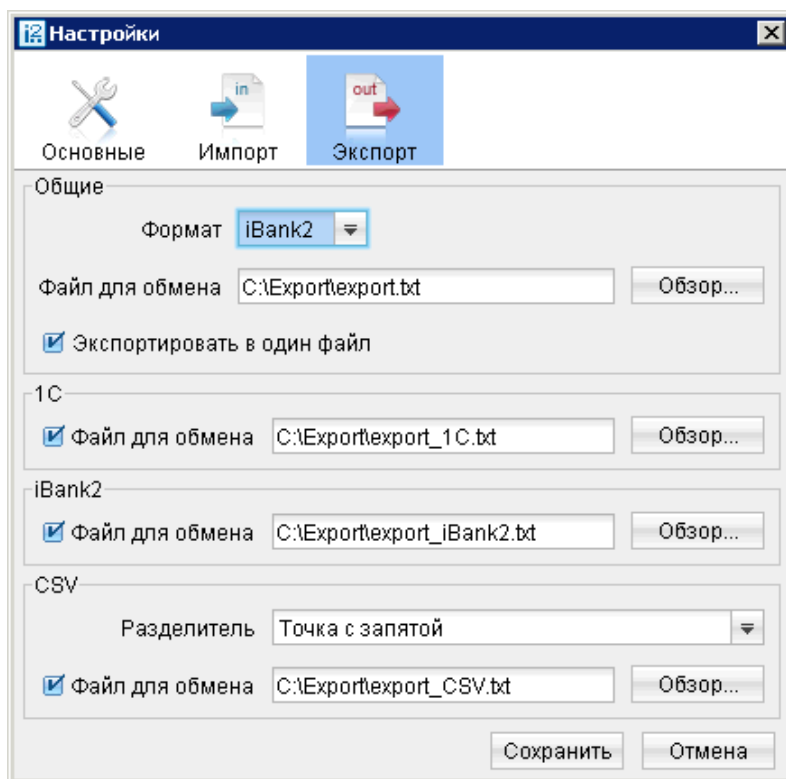 Настройки
in
out
Основные Импорт Экспорт
Общие
Формат iBank2
Файл для обмена C:\Export\export.txt Обзор...
Экспортировать в один файл
1C
Файл для обмена C:\Export\export_1C.txt Обзор...
iBank2
Файл для обмена C:\Export\export_iBank2.txt Обзор...
CSV
Разделитель Точка с запятой
Файл для обмена C:\Export\export_CSV.txt Обзор...
Сохранить Отмена